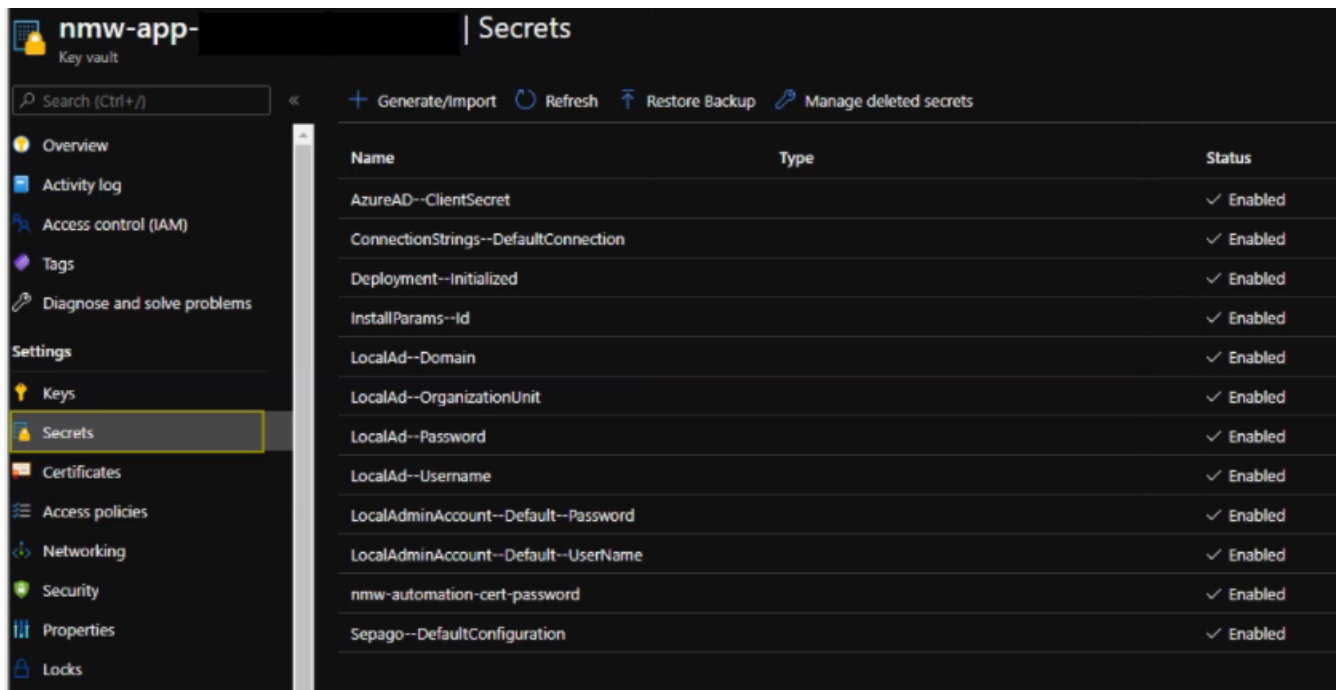 nmw-app- | Secrets
Key vault
Search (Ctrl+/)
«
Overview
Activity log
Access control (IAM)
Tags
Diagnose and solve problems
Settings
Keys
Secrets
Certificates
Access policies
Networking
Security
Properties
Locks
Generate/Import Refresh Restore Backup Manage deleted secrets
Name Type Status
AzureAD--ClientSecret Enabled
ConnectionStrings--DefaultConnection Enabled
Deployment--Initialized Enabled
InstallParams--Id Enabled
LocalAd--Domain Enabled
LocalAd--OrganizationUnit Enabled
LocalAd--Password Enabled
LocalAd--Username Enabled
LocalAdminAccount--Default--Password Enabled
LocalAdminAccount--Default--UserName Enabled
nmw-automation-cert-password Enabled
Sepago--DefaultConfiguration Enabled